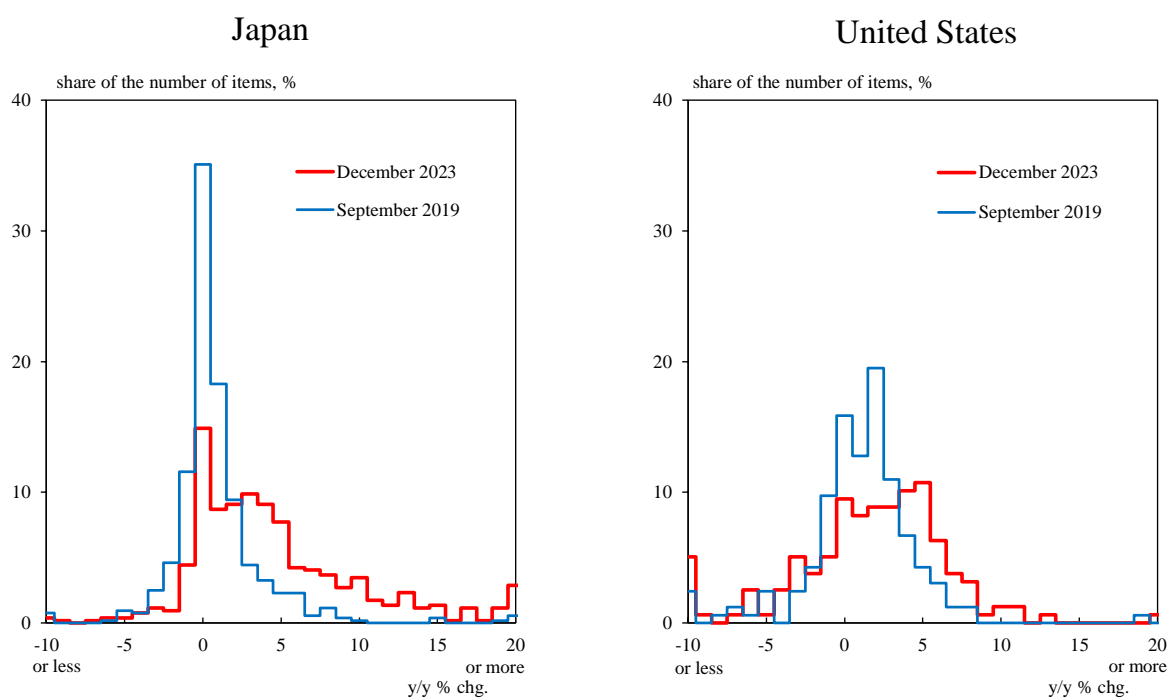 Japan
share of the number of items, %
40
30
20
10
0
December 2023
September 2019
-10 -5 0 5 10 15 20
or less or more
y/y % chg.
United States
share of the number of items, %
40
30
20
10
0
December 2023
September 2019
-10 -5 0 5 10 15 20
or less or more
y/y % chg.